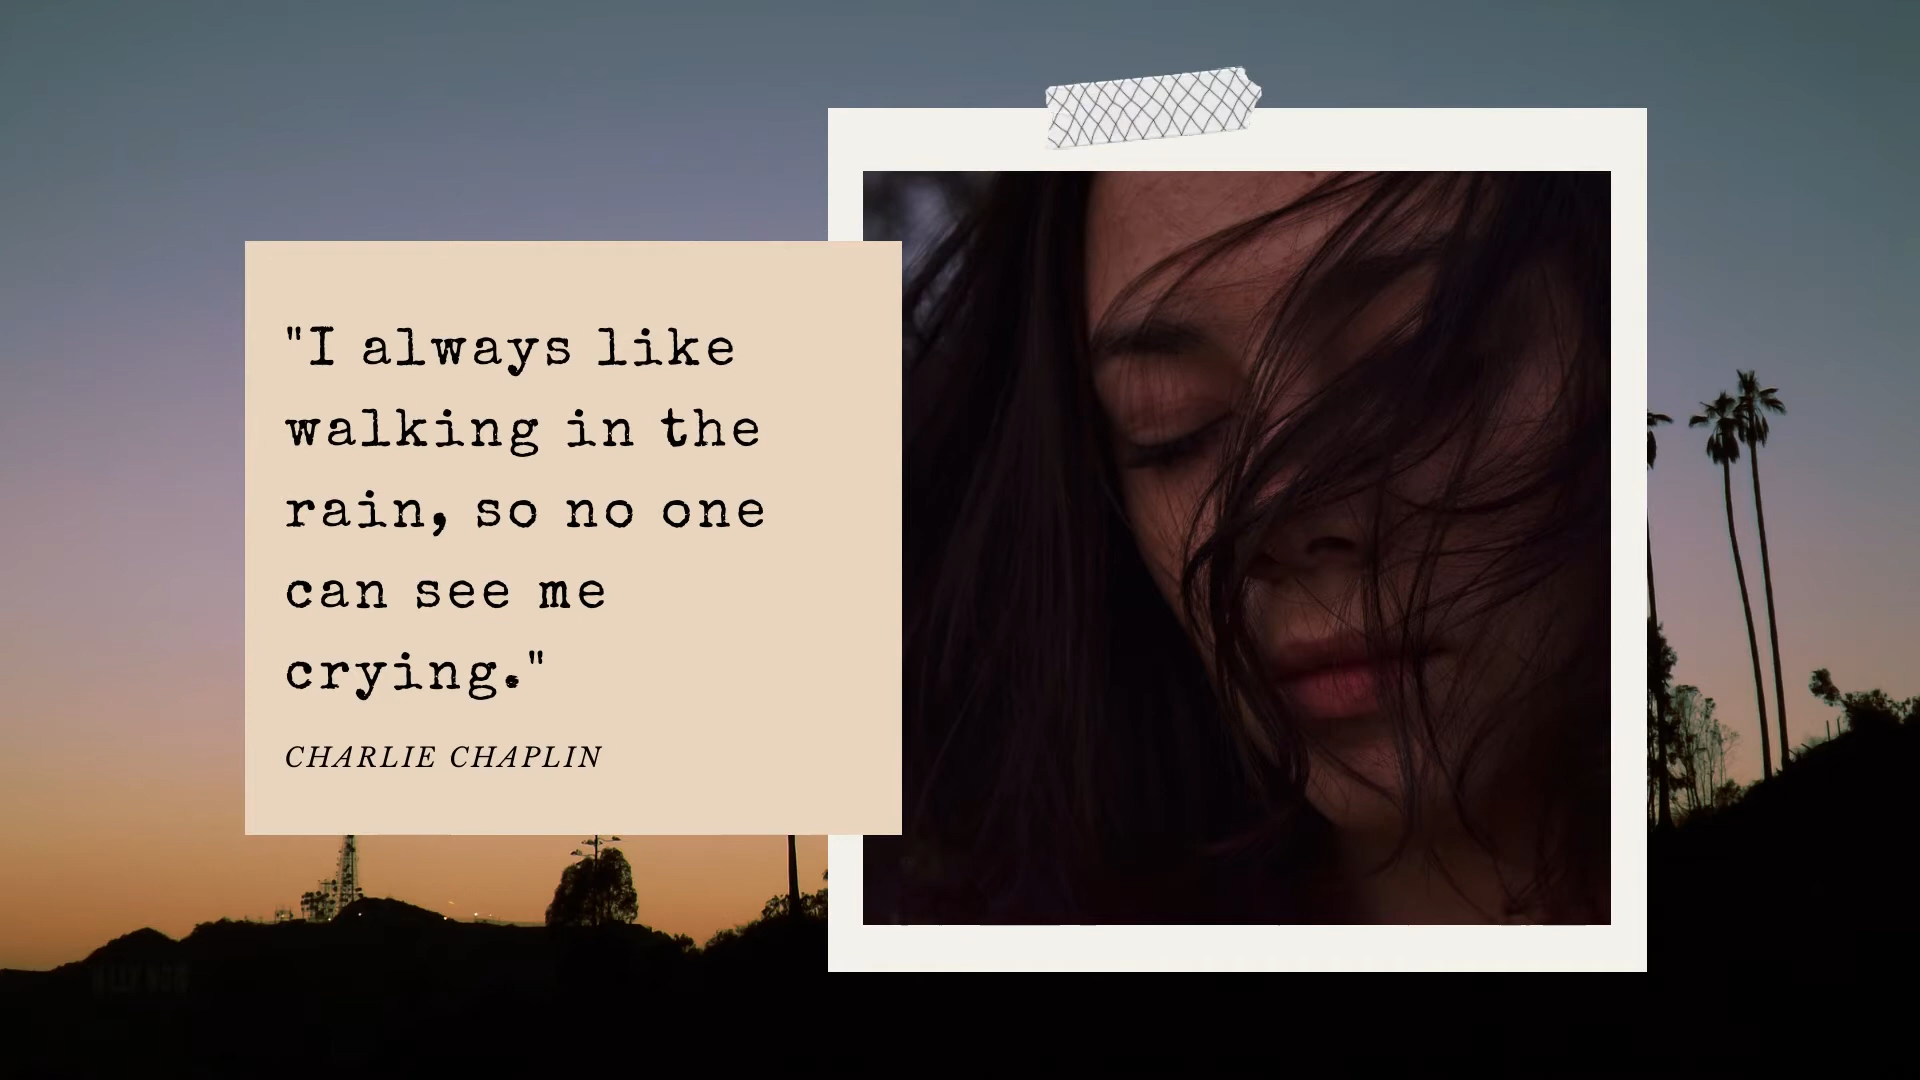 "I always like
walking in the
rain, so no one
can see me
crying."
CHARLIE CHAPLIN